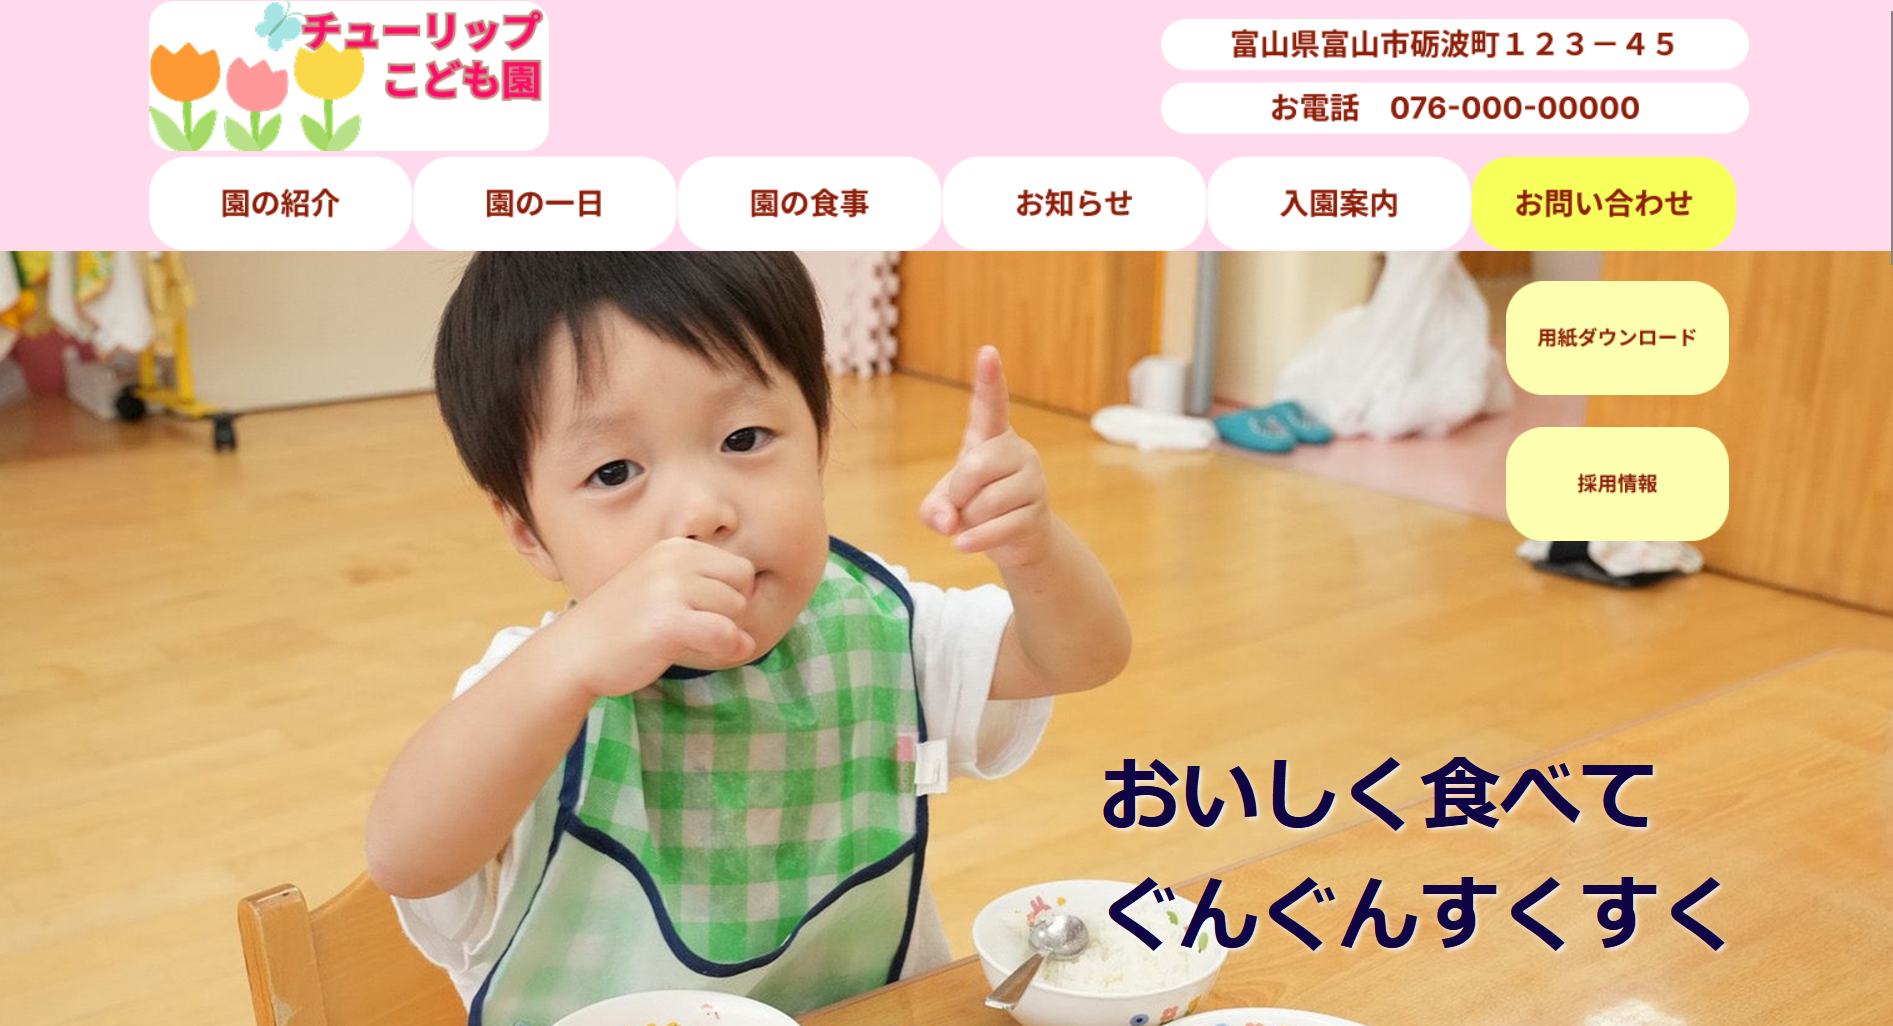 チューリップ
こども園
富山県富山市砺波町１２３－４５
お電話　076-000-00000
園の紹介
園の一日
園の食事
お知らせ
入園案内
お問い合わせ
用紙ダウンロード
採用情報
おいしく食べて
ぐんぐんすくすく